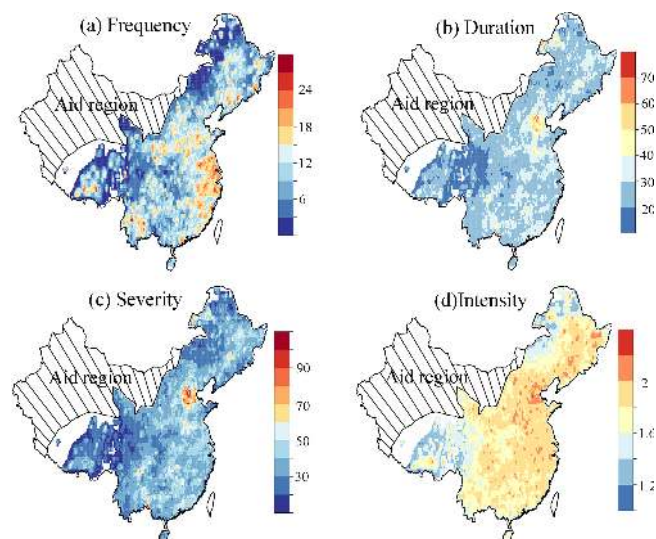 (a) Frequency
Aid region
24
18
12
6
(b) Duration
Aid region
70
60
50
40
30
20
(c) Severity
Aid region
90
70
50
30
(d)Intensity
Aid region
2
1.6
1.2